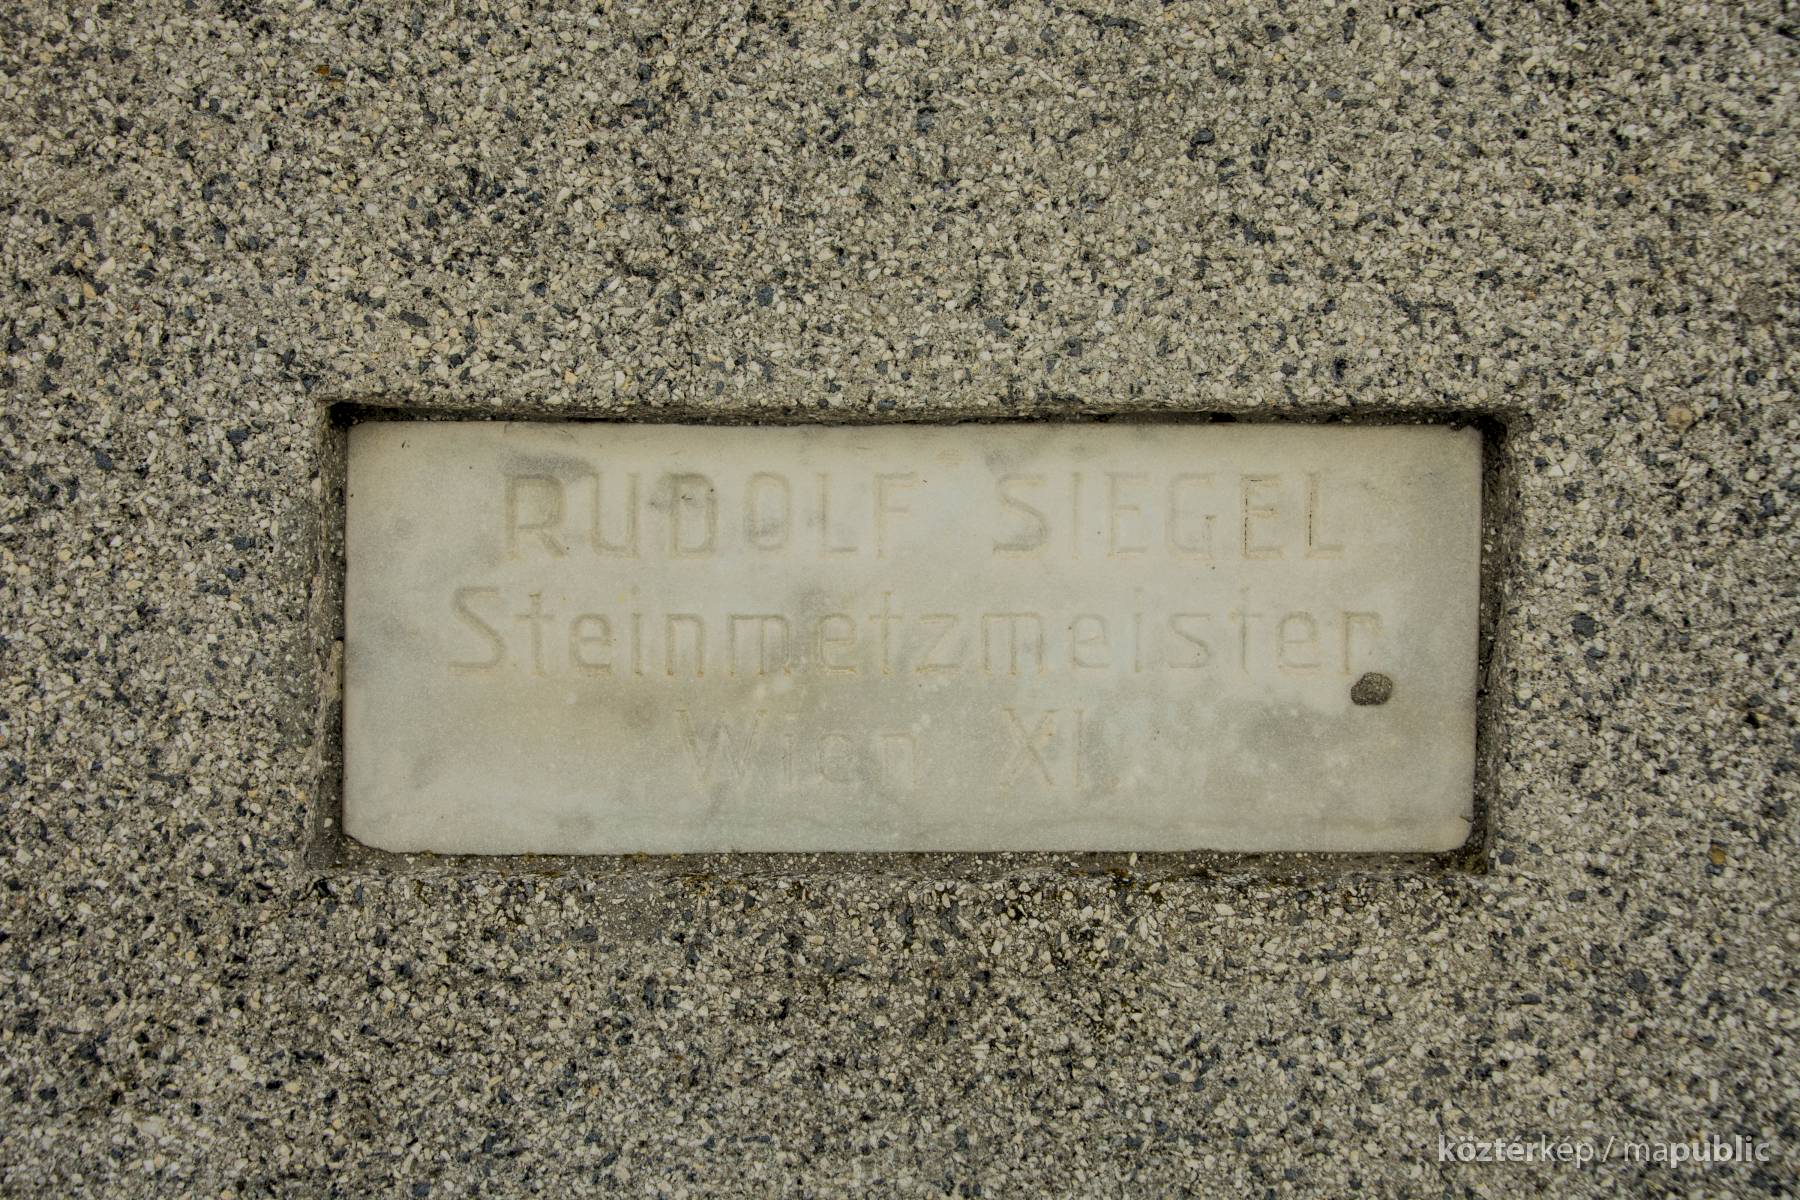 RUDOLF SIEGEL
Steinmetzmeister
Wien XI.
köztérkép / mapublic